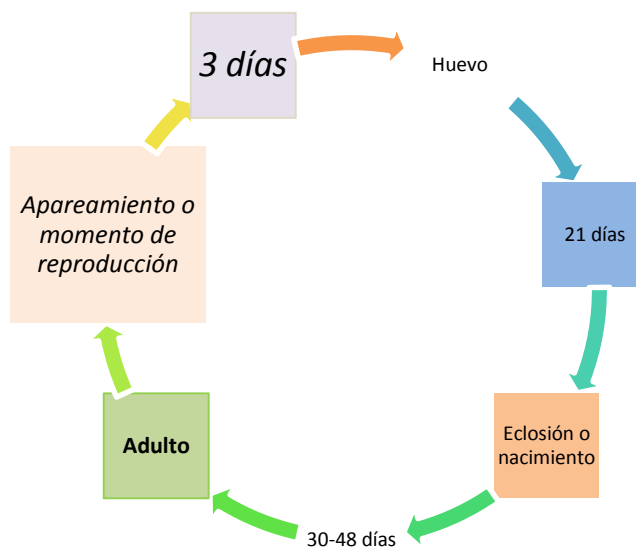 3 días
Huevo
21 días
Eclosión o
nacimiento
30-48 días
Adulto
Apareamiento o
momento de
reproducción